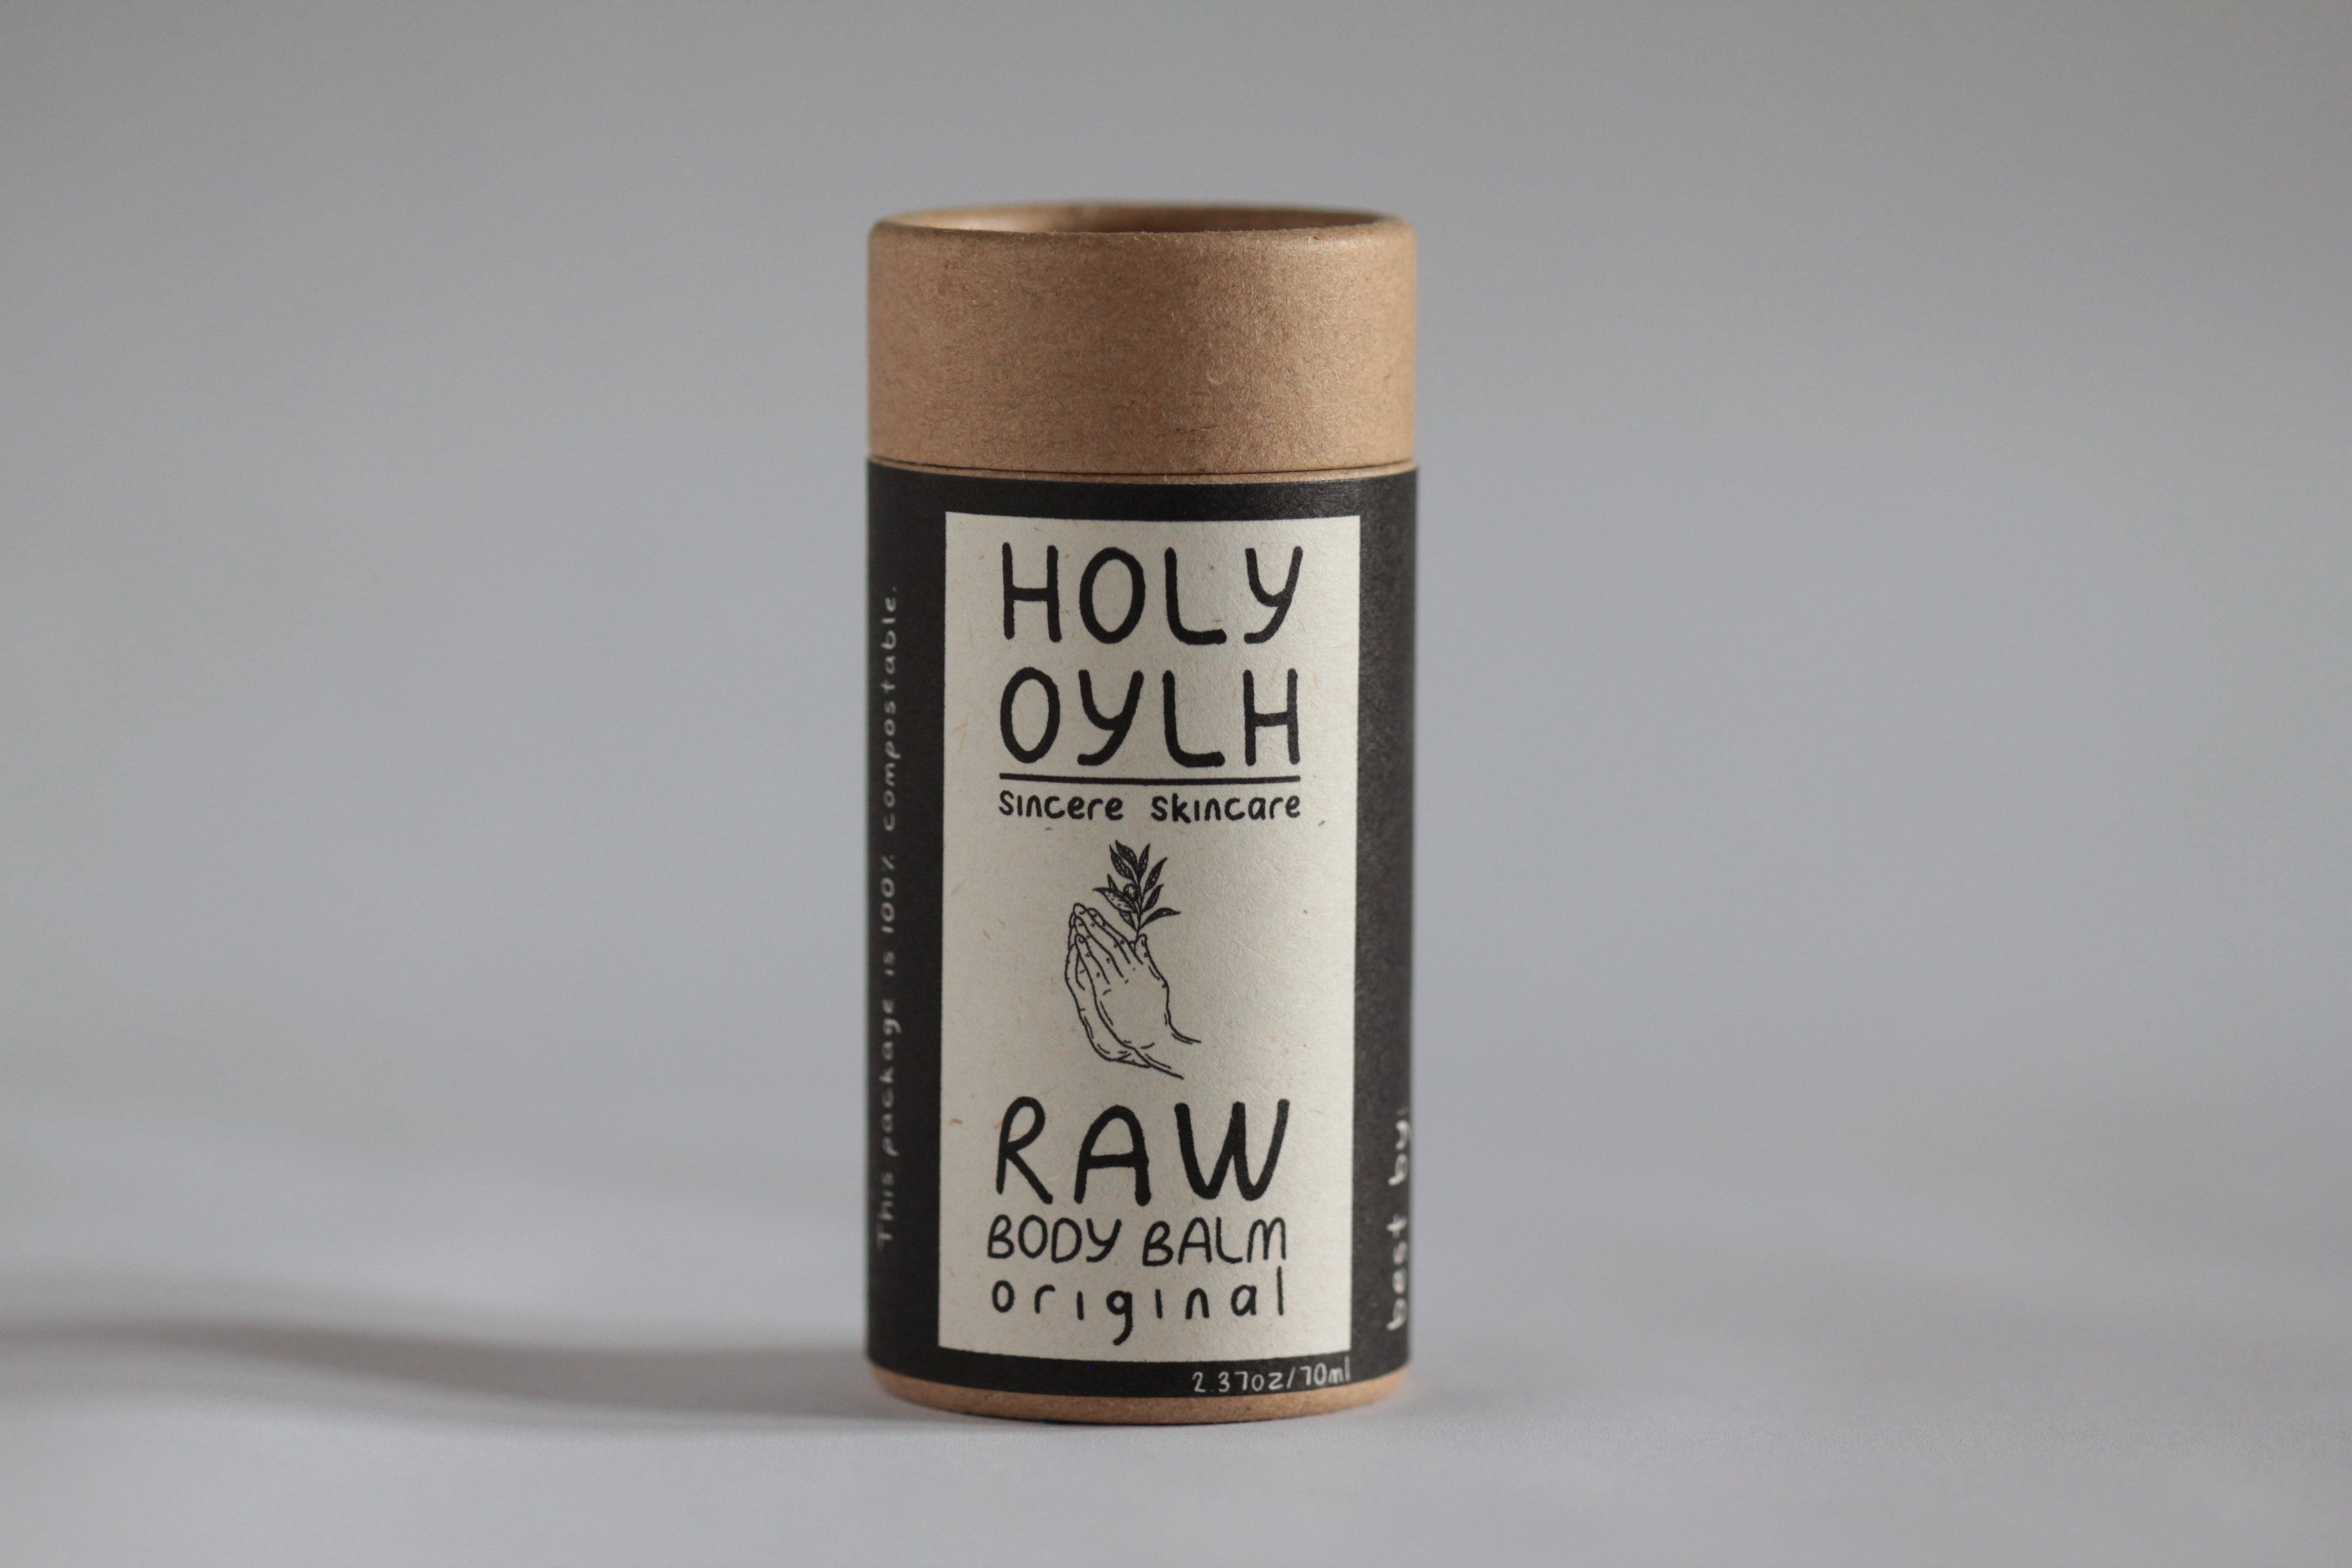 HOLY
OYLH
sincere skincare
RAW
BODY BALM
original
2.37oz/70ml
This package is 100% compostable.
best by: